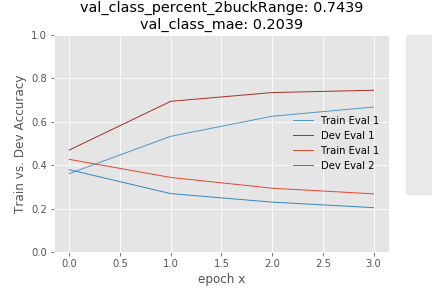 val_class_percent_2buckRange: 0.7439
val_class_mae: 0.2039
1.0
0.8
0.6
0.4
0.2
0.0
Train vs. Dev Accuracy
Train Eval 1
Dev Eval 1
Train Eval 1
Dev Eval 2
0.0 0.5 1.0 1.5 2.0 2.5 3.0
epoch x